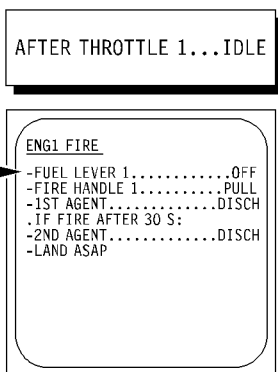 AFTER THROTTLE 1...IDLE
ENG1 FIRE
-FUEL LEVER 1............OFF
-FIRE HANDLE 1..........PULL
-1ST AGENT.............DISCH
.IF FIRE AFTER 30 S:
-2ND AGENT.............DISCH
-LAND ASAP